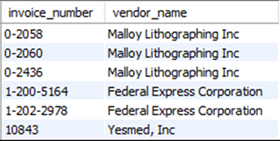 invoice_number vendor_name
0-2058 Malloy Lithographing Inc
0-2060 Malloy Lithographing Inc
0-2436 Malloy Lithographing Inc
1-200-5164 Federal Express Corporation
1-202-2978 Federal Express Corporation
10843 Yesmed, Inc